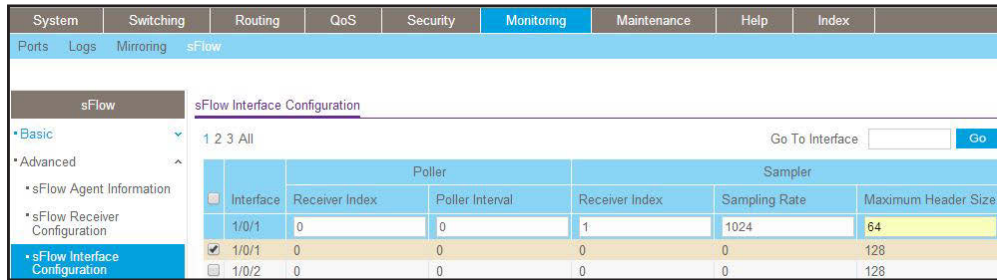 System Switching Routing QoS Security Monitoring Maintenance Help Index
Ports Logs Mirroring sFlow
sFlow
sFlow Interface Configuration
Basic
1 2 3 All Go To Interface Go
Advanced
sFlow Agent Information
sFlow Receiver
Configuration
sFlow Interface
Configuration
Poller Sampler
Interface Receiver Index Poller Interval Receiver Index Sampling Rate Maximum Header Size
1/0/1 0 0 1 1024 64
1/0/1 0 0 0 0 128
1/0/2 0 0 0 0 128